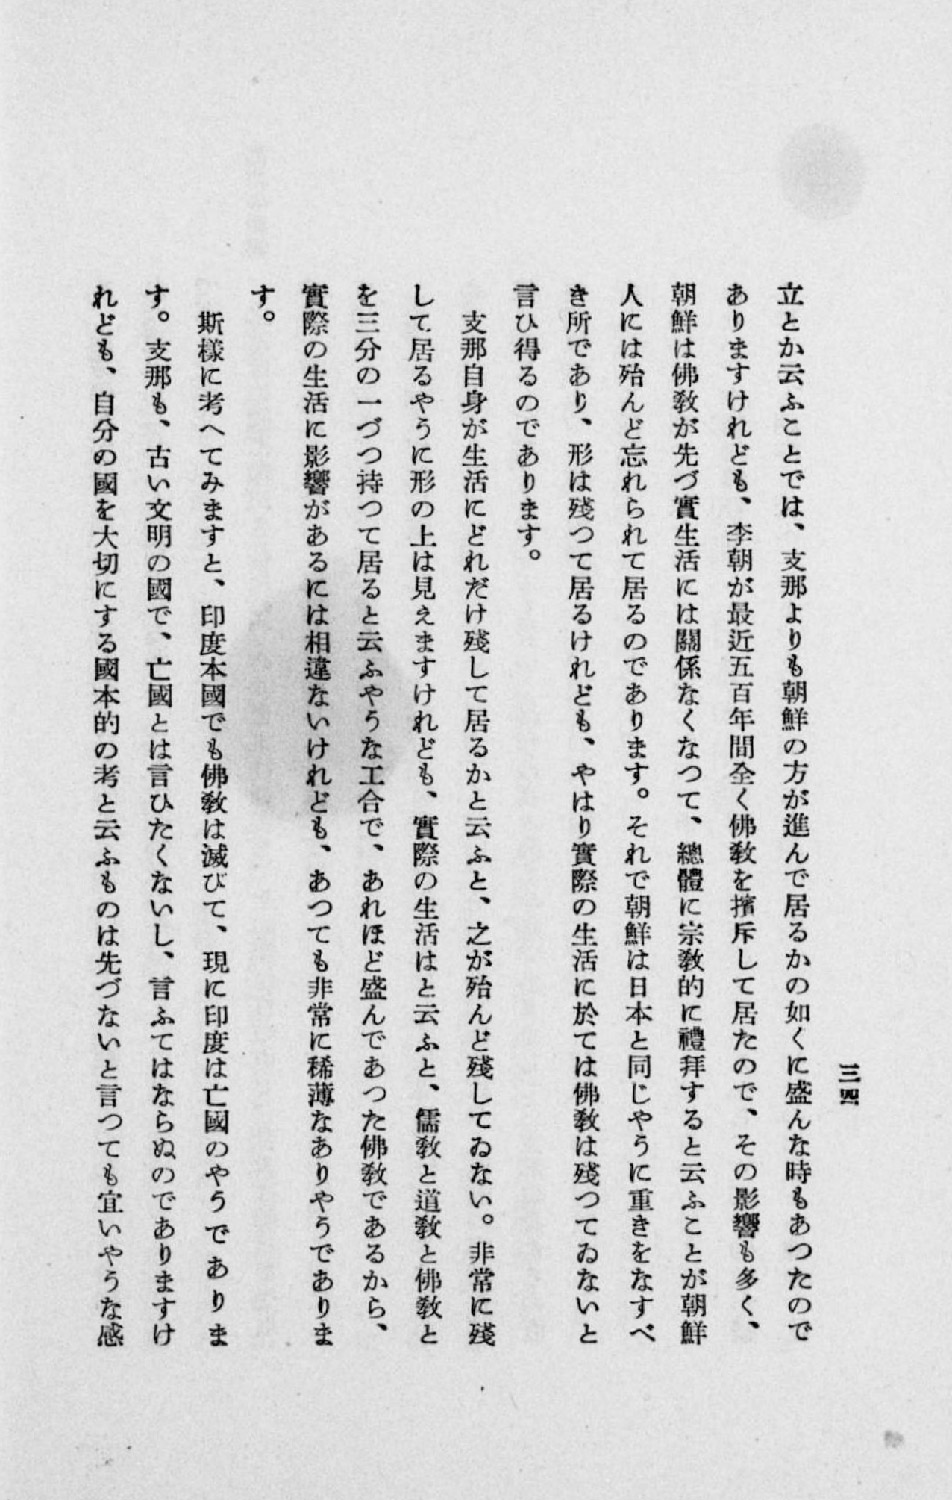 三四
立とか云ふことでは、支那よりも朝鮮の方が進んで居るかの如くに盛んな時もあつたので
ありますけれども、李朝が最近五百年間全く佛敎を擯斥して居たので、その影響も多く、
朝鮮は佛敎が先づ實生活には關係なくなつて、總體に宗敎的に禮拜すると云ふことが朝鮮
人には殆んど忘れられて居るのであります。それで朝鮮は日本と同じやうに重きをなすべ
き所であり、形は殘つて居るけれども、やはり實際の生活に於ては佛敎は殘つてゐないと
言ひ得るのであります。
支那自身が生活にどれだけ殘して居るかと云ふと、之が殆んど殘してゐない。非常に殘
して居るやうに形の上は見えますけれども、實際の生活はと云ふと、儒敎と道敎と佛敎と
を三分の一づつ持つて居ると云ふやうな工合で、あれほど盛んであつた佛敎であるから、
實際の生活に影響があるには相違ないけれども、あつても非常に稀薄なありやうでありま
す。
斯樣に考へてみますと、印度本國でも佛敎は滅びて、現に印度は亡國のやうでありま
す。支那も、古い文明の國で、亡國とは言ひたくないし、言ふてはならぬのでありますけ
れども、自分の國を大切にする國本的の考と云ふものは先づないと言つても宜いやうな感